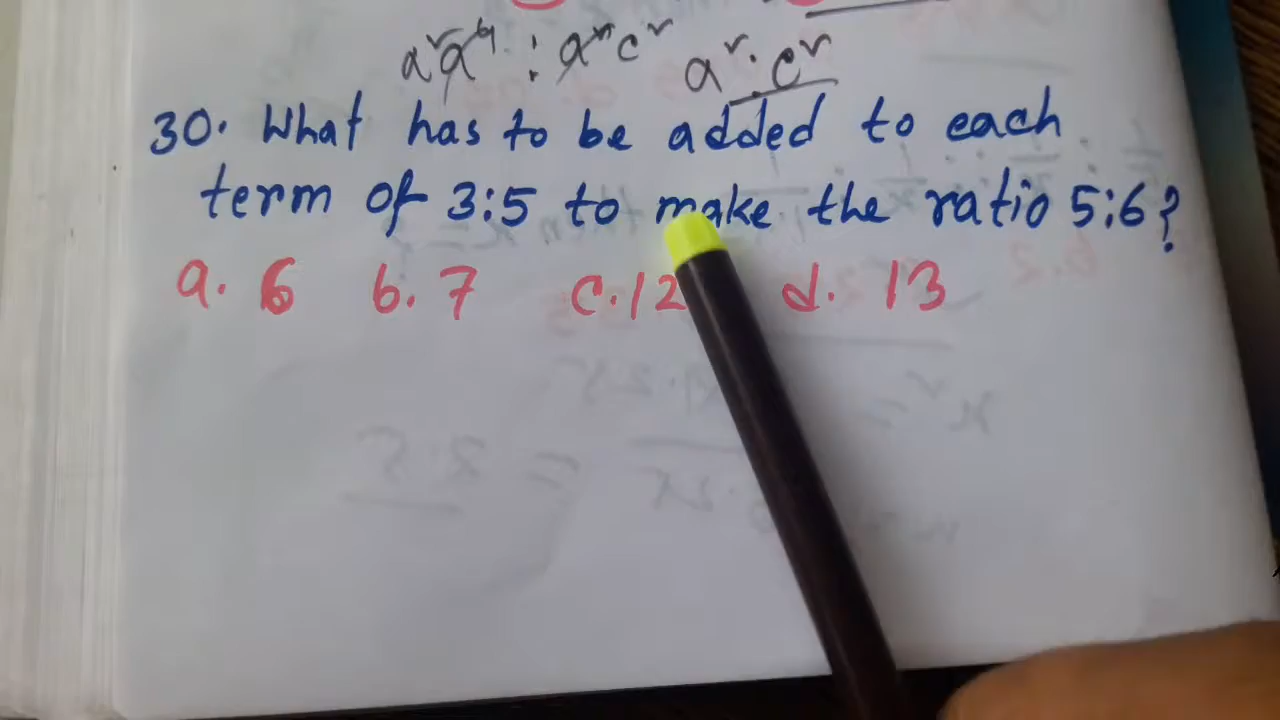 a^r a^4 : a^n c^r a^r . c^r
30. What has to be added to each
term of 3:5 to make the ratio 5:6?
a. 6 b. 7 c. 12 d. 13